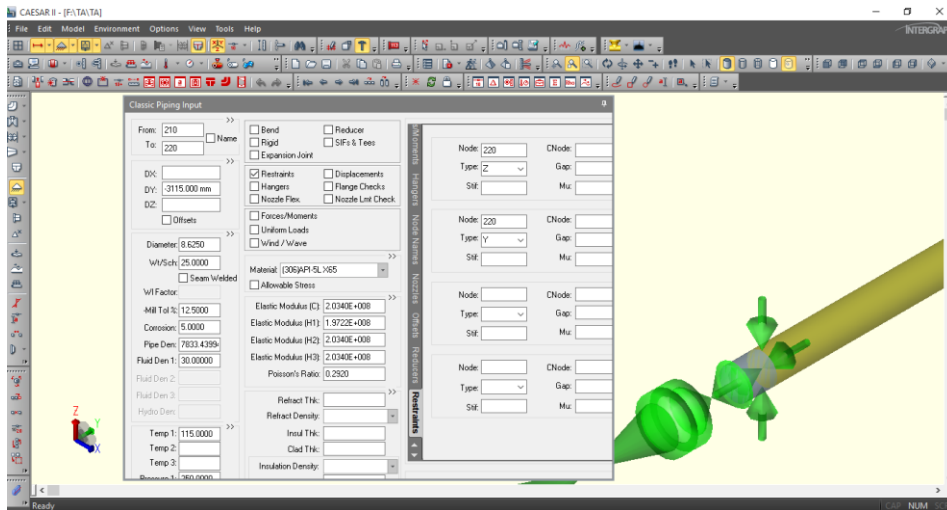 CAESAR II - [F:\TA\TA]
File Edit Model Environment Options View Tools Help
INTERGRAPH
Classic Piping Input
From: 210
To: 220
Name
>>
DX:
DY: -3115.000 mm
DZ:
Offsets
>>
Diameter: 8.6250
Wt/Sch: 25.0000
Seam Welded
Wl Factor:
-Mill Tol %: 12.5000
Corrosion: 5.0000
Pipe Den: 7833.4399
Fluid Den 1: 30.00000
Fluid Den 2:
Fluid Den 3:
Hydro Den:
>>
Temp 1: 115.0000
Temp 2:
Temp 3:
Pressure 1: 250.0000
Bend Reducer
Rigid SIFs & Tees
Expansion Joint
Restraints Displacements
Hangers Flange Checks
Nozzle Flex. Nozzle Lmt Check
Forces/Moments
Uniform Loads
Wind / Wave
>>
Material: (306)API-5L X65
Allowable Stress
>>
Elastic Modulus (C): 2.0340E+008
Elastic Modulus (H1): 1.9722E+008
Elastic Modulus (H2): 2.0340E+008
Elastic Modulus (H3): 2.0340E+008
Poisson's Ratio: 0.2920
>>
Refract Thk:
Refract Density:
Insul Thk:
Clad Thk:
Insulation Density:
Hangers
Node Names
Nozzles
Offsets
Reducers
Restraints
Node: 220 CNode:
Type: Z Gap:
Stif: Mu:
Node: 220 CNode:
Type: Y Gap:
Stif: Mu:
Node: CNode:
Type: Gap:
Stif: Mu:
Node: CNode:
Type: Gap:
Stif: Mu:
Z
Y
X
Ready
CAP NUM